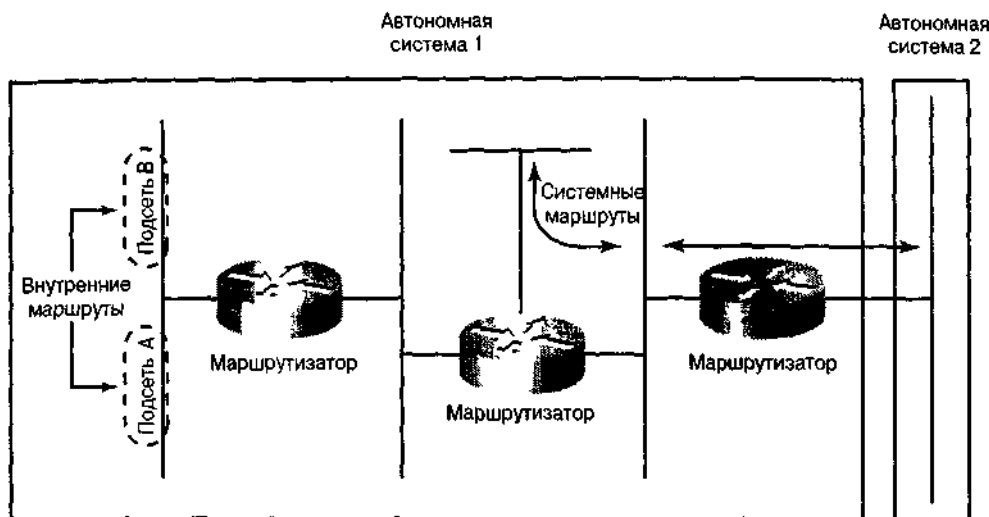 Автономная
система 1
Автономная
система 2
Подсеть B
Системные
маршруты
Внутренние
маршруты
Подсеть A
Маршрутизатор
Маршрутизатор
Маршрутизатор